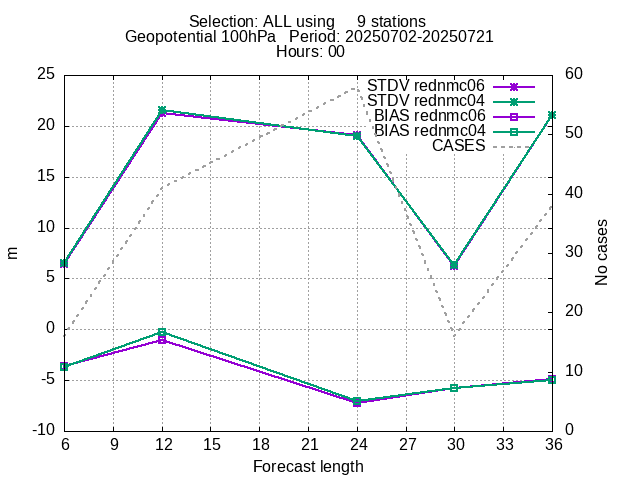 Selection: ALL using     9 stations
Geopotential 100hPa   Period: 20250702-20250721
Hours: 00
STDV rednmc06
STDV rednmc04
BIAS rednmc06
BIAS rednmc04
CASES
25
20
15
10
5
0
-5
-10
m
60
50
40
30
20
10
0
No cases
6 9 12 15 18 21 24 27 30 33 36
Forecast length